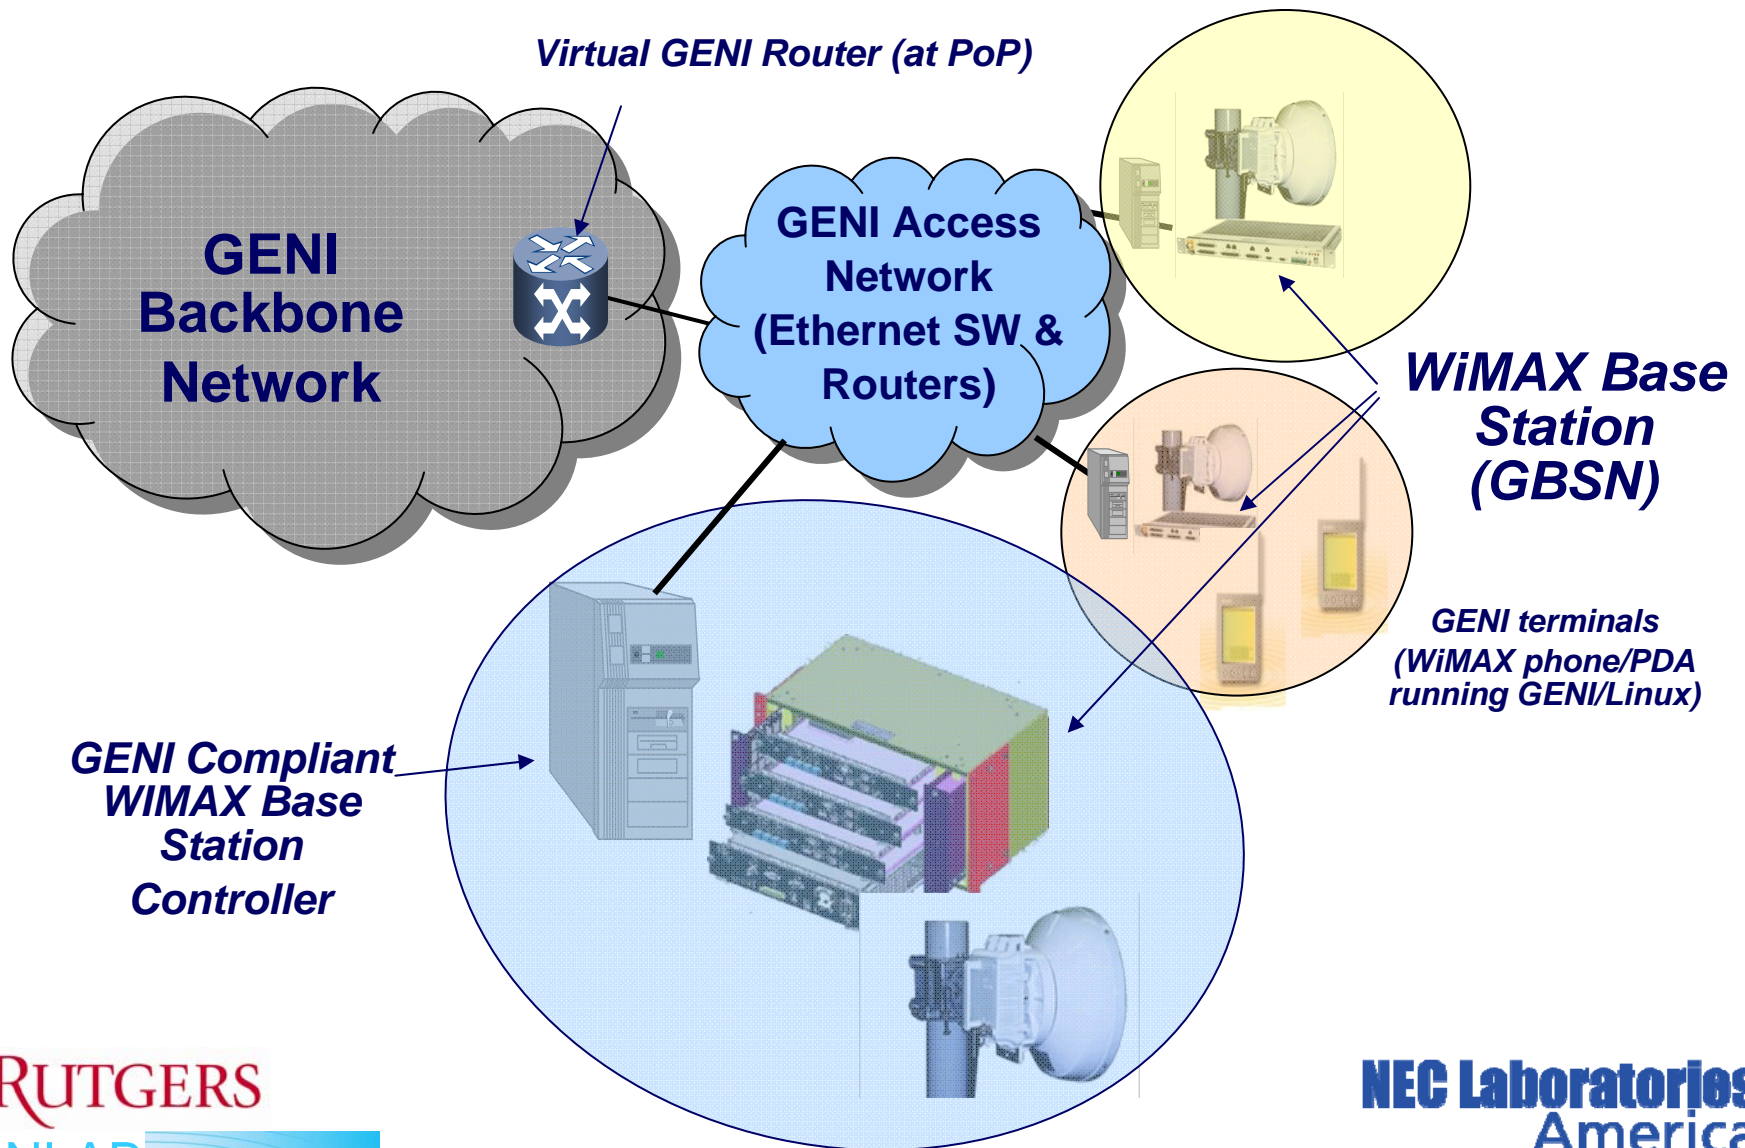 Virtual GENI Router (at PoP)
GENI
Backbone
Network
GENI Access
Network
(Ethernet SW &
Routers)
WiMAX Base
Station
(GBSN)
GENI terminals
(WiMAX phone/PDA
running GENI/Linux)
GENI Compliant
WIMAX Base
Station
Controller
RUTGERS
NEC Laboratories
America